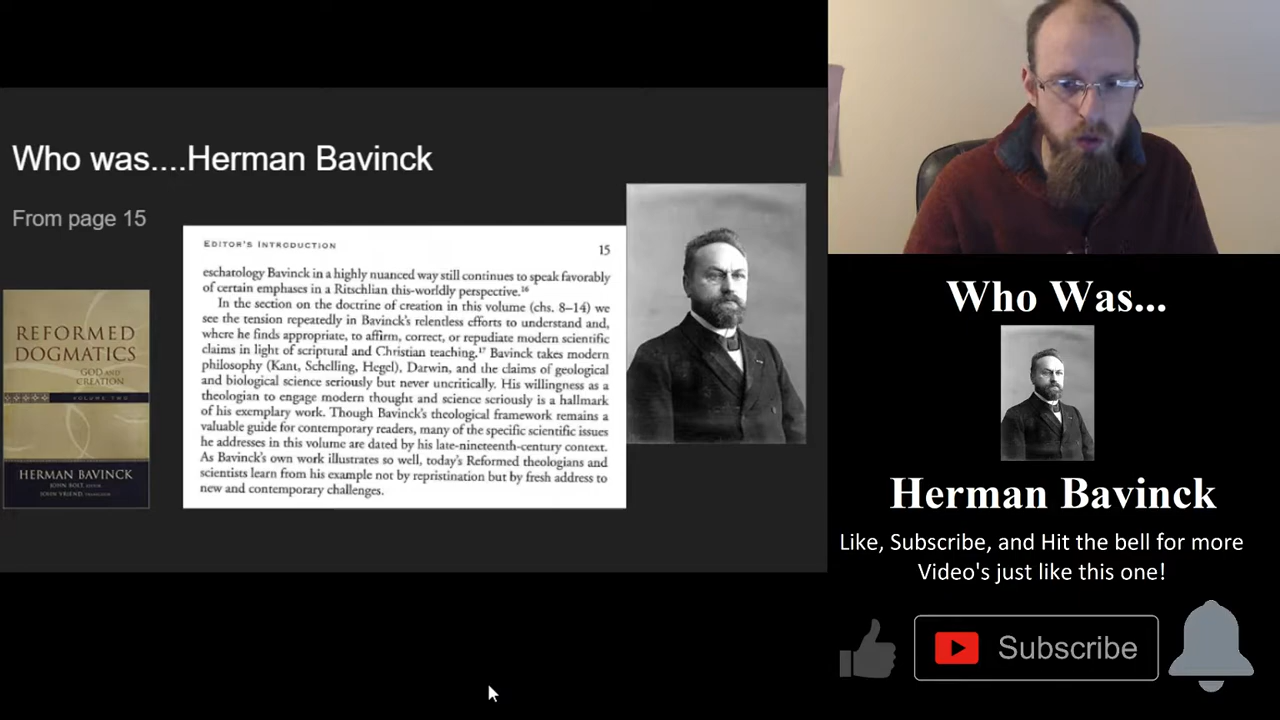 Who was....Herman Bavinck
From page 15
EDITOR'S INTRODUCTION
15
eschatology Bavinck in a highly nuanced way still continues to speak favorably
of certain emphases in a Ritschlian this-worldly perspective.16
In the section on the doctrine of creation in this volume (chs. 8–14) we
see the tension repeatedly in Bavinck's relentless efforts to understand and,
where he finds appropriate, to affirm, correct, or repudiate modern scientific
claims in light of scriptural and Christian teaching.17 Bavinck takes modern
philosophy (Kant, Schelling, Hegel), Darwin, and the claims of geological
and biological science seriously but never uncritically. His willingness as a
theologian to engage modern thought and science seriously is a hallmark
of his exemplary work. Though Bavinck's theological framework remains a
valuable guide for contemporary readers, many of the specific scientific issues
he addresses in this volume are dated by his late-nineteenth-century context.
As Bavinck's own work illustrates so well, today's Reformed theologians and
scientists learn from his example not by repristination but by fresh address to
new and contemporary challenges.
REFORMED
DOGMATICS
GOD AND
CREATION
VOLUME TWO
HERMAN BAVINCK
JOHN BOLT, EDITOR
JOHN VRIEND, TRANSLATOR
Who Was...
Herman Bavinck
Like, Subscribe, and Hit the bell for more
Video's just like this one!
Subscribe